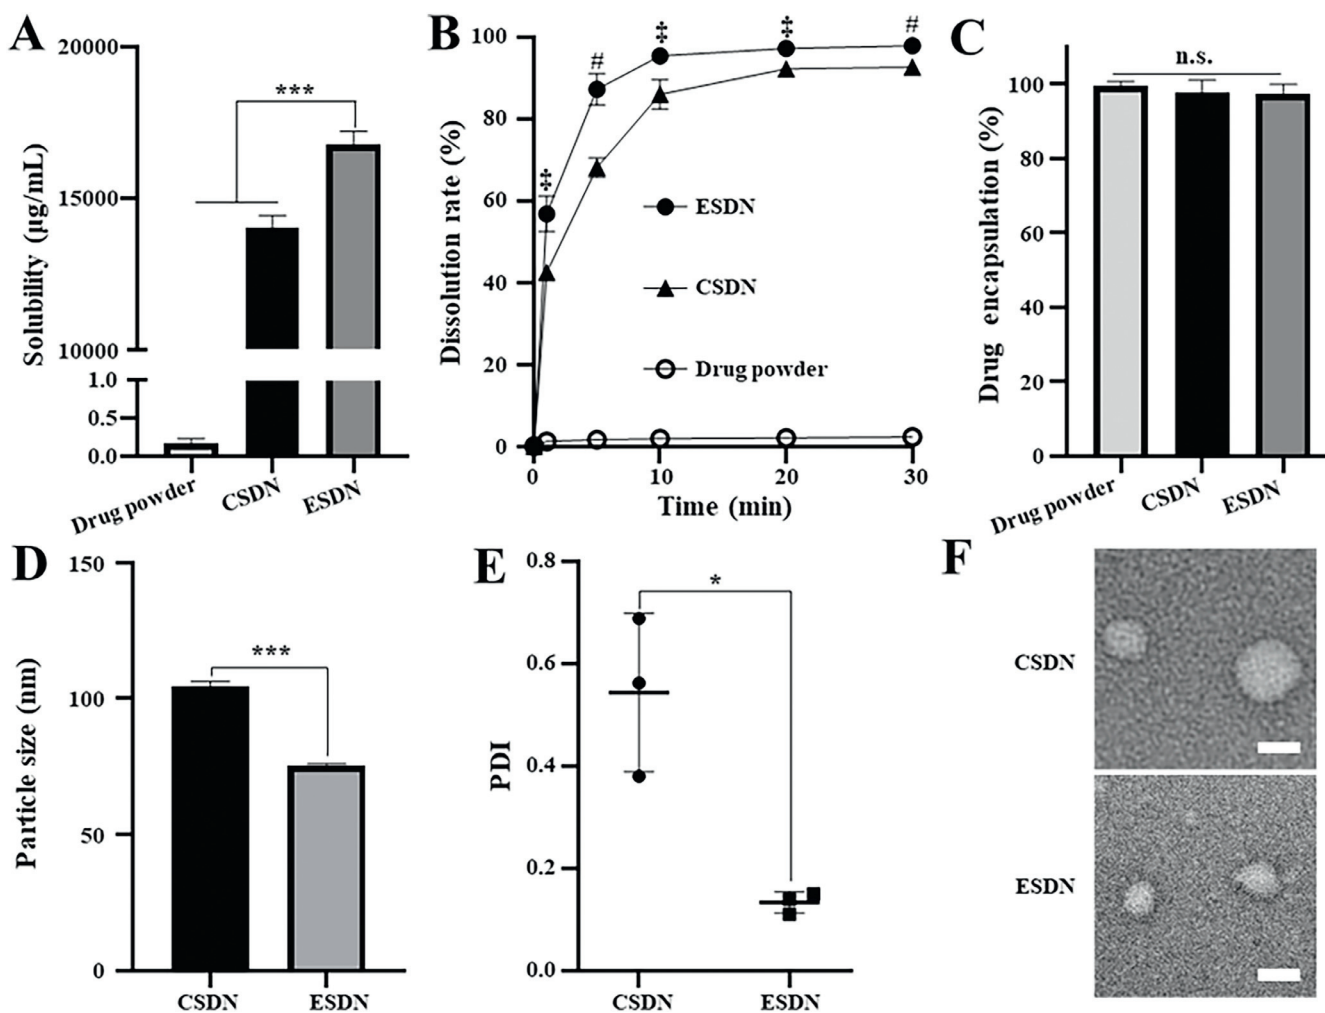 A
Solubility (µg/mL)
20000
15000
10000
1.0
0.5
0.0
***
Drug powder
CSDN
ESDN
B
Dissolution rate (%)
100
80
60
40
20
0
‡
#
‡
‡
#
ESDN
CSDN
Drug powder
0
10
20
30
Time (min)
C
Drug encapsulation (%)
100
80
60
40
20
0
n.s.
Drug powder
CSDN
ESDN
D
Particle size (nm)
150
100
50
0
***
CSDN
ESDN
E
PDI
0.8
0.6
0.4
0.2
0.0
*
CSDN
ESDN
F
CSDN
ESDN